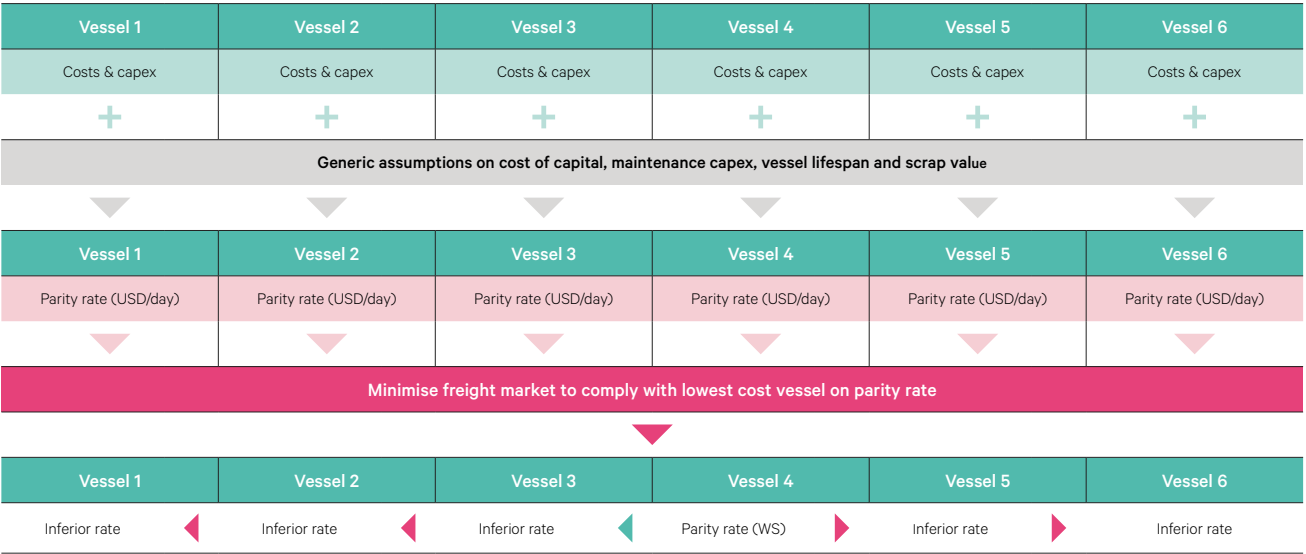 Vessel 1 Vessel 2 Vessel 3 Vessel 4 Vessel 5 Vessel 6
Costs & capex Costs & capex Costs & capex Costs & capex Costs & capex Costs & capex
+ + + + + +
Generic assumptions on cost of capital, maintenance capex, vessel lifespan and scrap value
Vessel 1 Vessel 2 Vessel 3 Vessel 4 Vessel 5 Vessel 6
Parity rate (USD/day) Parity rate (USD/day) Parity rate (USD/day) Parity rate (USD/day) Parity rate (USD/day) Parity rate (USD/day)
Minimise freight market to comply with lowest cost vessel on parity rate
Vessel 1 Vessel 2 Vessel 3 Vessel 4 Vessel 5 Vessel 6
Inferior rate Inferior rate Inferior rate Parity rate (WS) Inferior rate Inferior rate